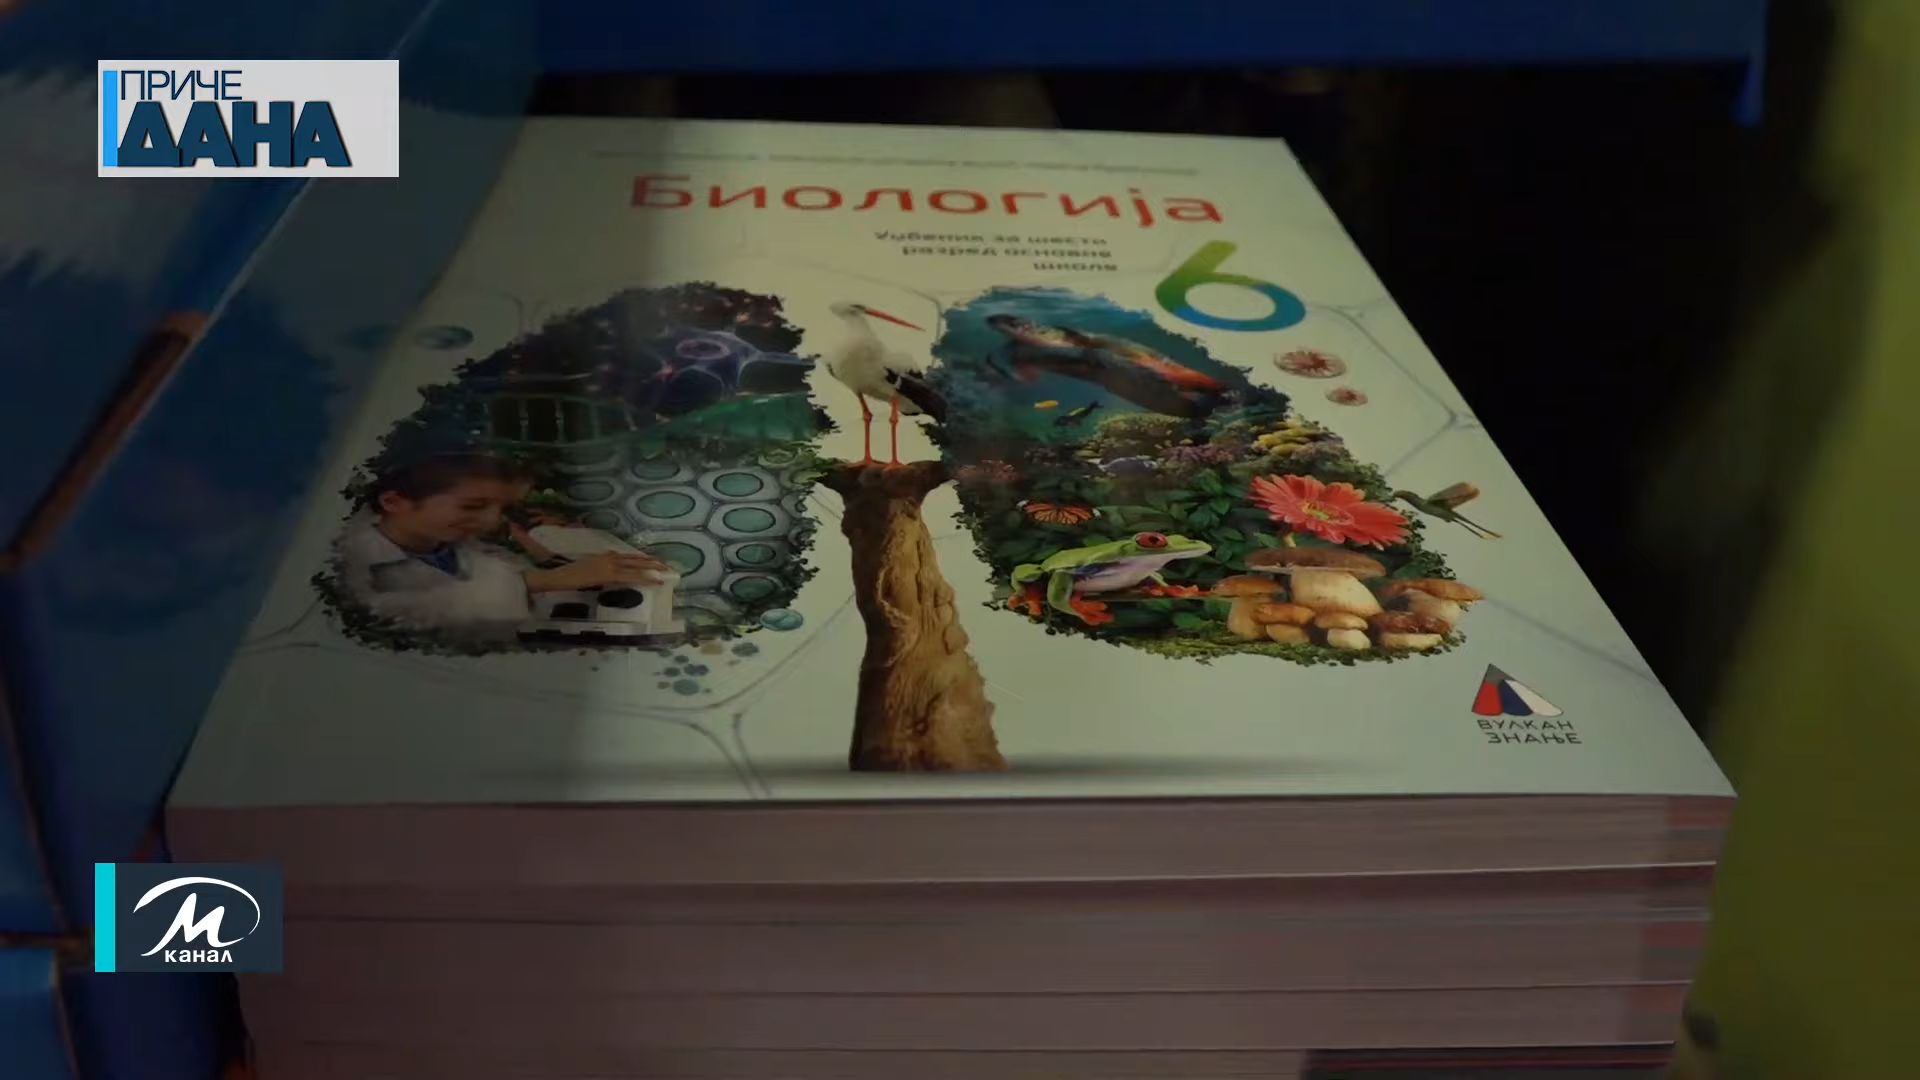 ПРИЧЕ
ДАНА
Биологија
Уџбеник за шести
разред основне
школе
6
ВУЛКАН
ЗНАЊЕ
М
канал